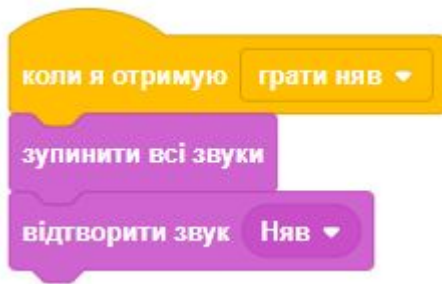 коли я отримую грати няв
зупинити всі звуки
відтворити звук Няв